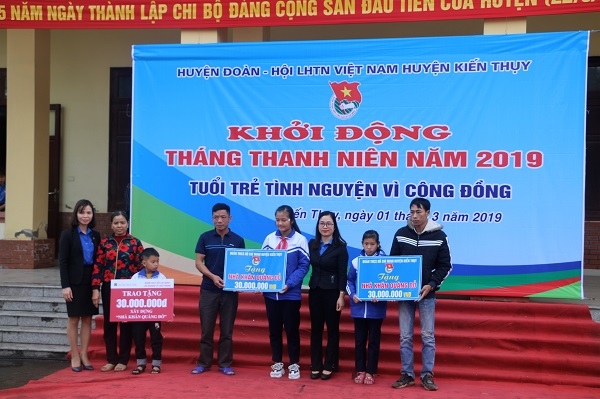 5 NĂM NGÀY THÀNH LẬP CHI BỘ ĐẢNG CỘNG SẢN ĐẦU TIÊN CỦA HUYỆN
HUYỆN ĐOÀN - HỘI LHTN VIỆT NAM HUYỆN KIẾN THỤY
KHỞI ĐỘNG
THÁNG THANH NIÊN NĂM 2019
TUỔI TRẺ TÌNH NGUYỆN VÌ CỘNG ĐỒNG
Thụy, ngày 01 3 năm 2019
TRAO TẶNG
30.000.000đ
XÂY DỰNG
"NHÀ KHĂN QUÀNG ĐỎ"
Tặng
NHÀ KHĂN QUÀNG ĐỎ
30.000.000
Tặng
NHÀ KHĂN QUÀNG ĐỎ
30.000.000